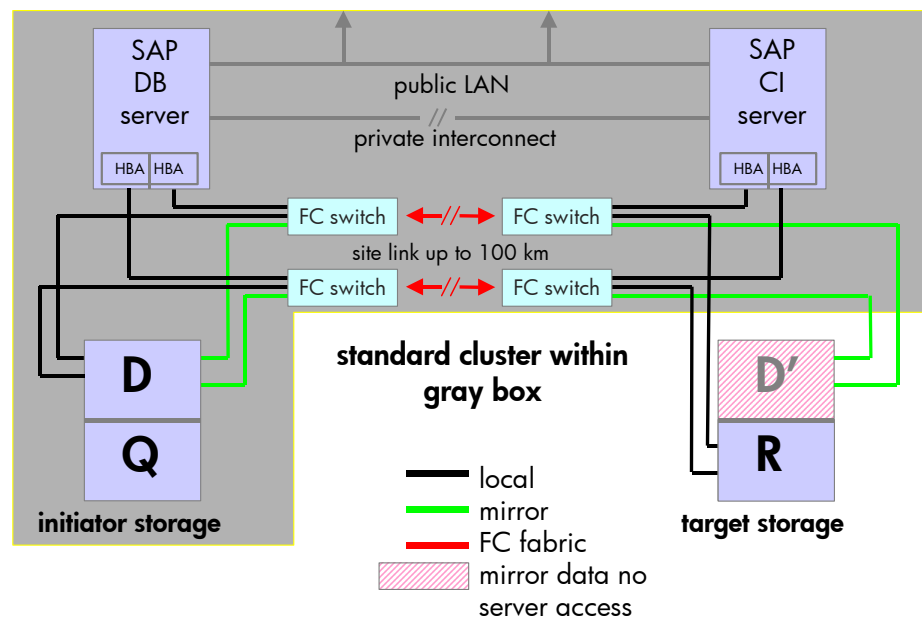 SAP
DB
server
HBA HBA
SAP
CI
server
HBA HBA
public LAN
//
private interconnect
FC switch
//
FC switch
site link up to 100 km
FC switch
//
FC switch
D
Q
initiator storage
standard cluster within
gray box
D'
R
target storage
local
mirror
FC fabric
mirror data no
server access